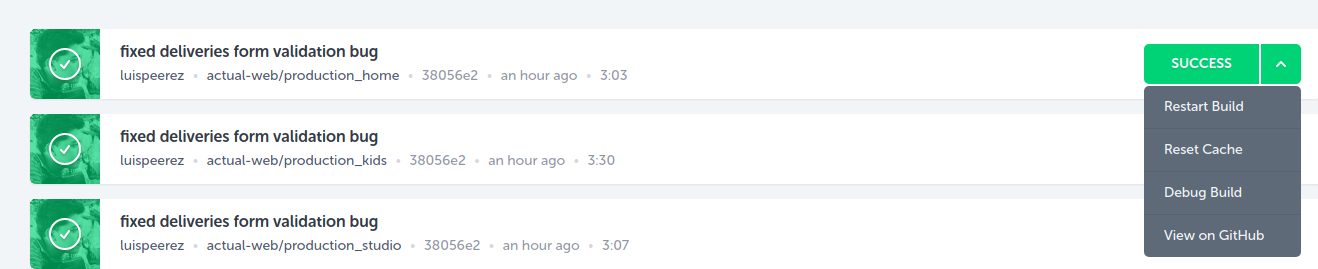 fixed deliveries form validation bug
luispeerez • actual-web/production_home • 38056e2 • an hour ago • 3:03
SUCCESS
Restart Build
Reset Cache
Debug Build
View on GitHub
fixed deliveries form validation bug
luispeerez • actual-web/production_kids • 38056e2 • an hour ago • 3:30
fixed deliveries form validation bug
luispeerez • actual-web/production_studio • 38056e2 • an hour ago • 3:07